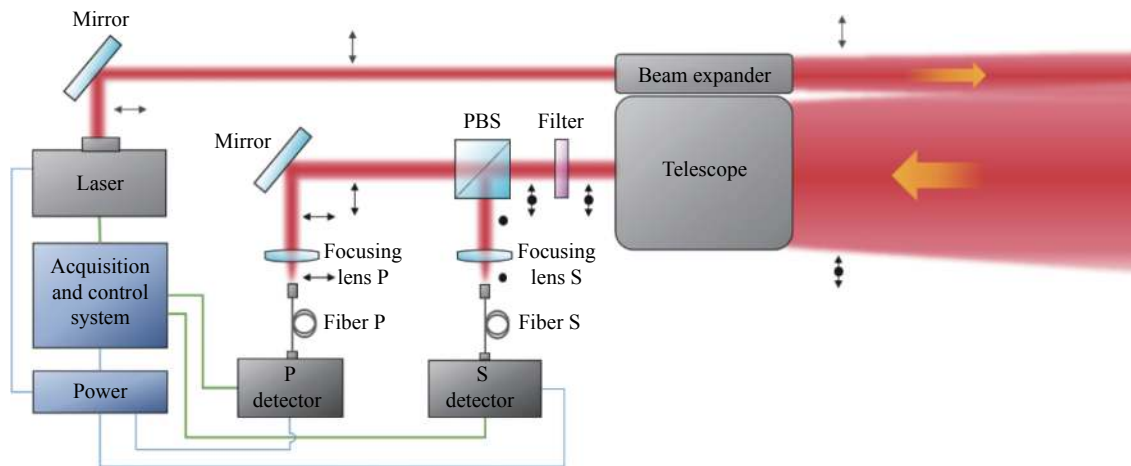 Mirror
Beam expander
Mirror
PBS
Filter
Laser
Telescope
Acquisition
and control
system
Focusing
lens P
Focusing
lens S
Fiber P
Fiber S
Power
P
detector
S
detector